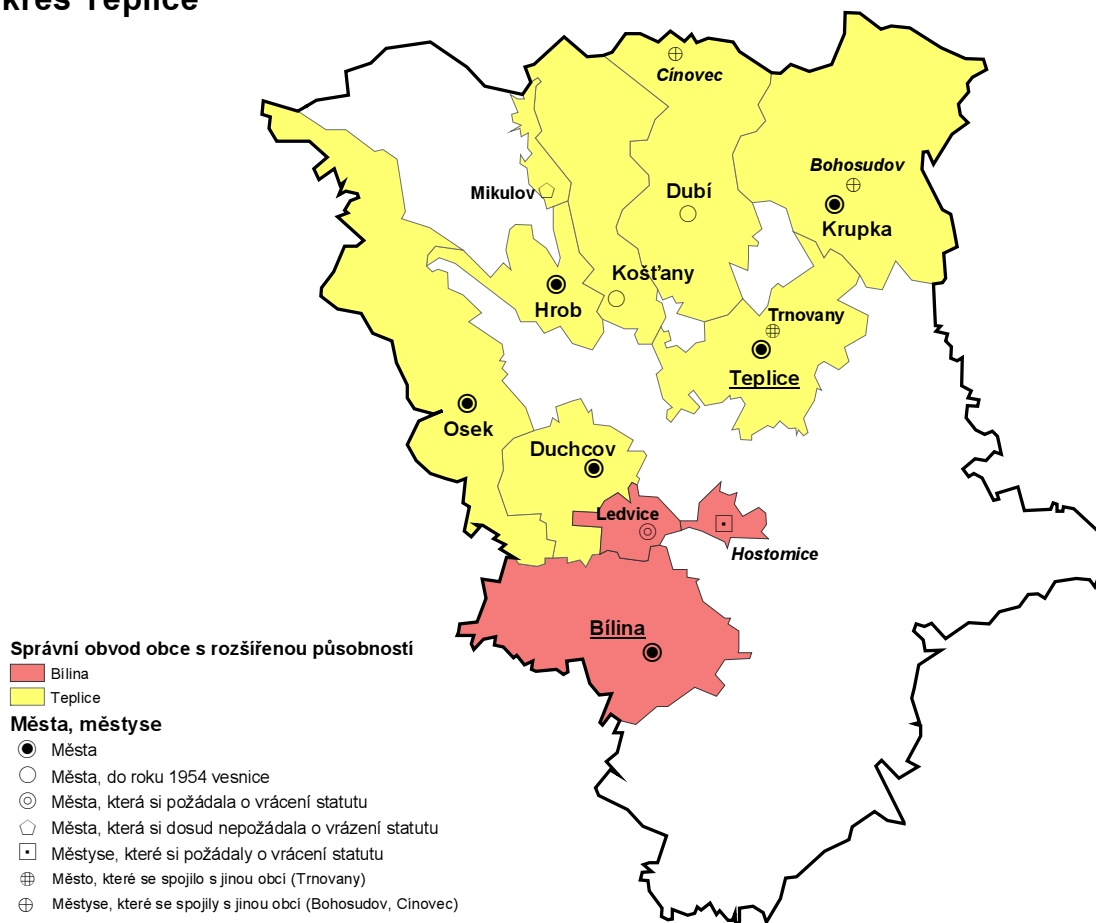 kres Teplice
Cínovec
Bohosudov
Mikulov
Dubí
Krupka
Košťany
Hrob
Trnovany
Teplice
Osek
Duchcov
Ledvice
Hostomice
Bílina
Správní obvod obce s rozšířenou působností
Bílina
Teplice
Města, městyse
Města
Města, do roku 1954 vesnice
Města, která si požádala o vrácení statutu
Města, která si dosud nepožádala o vrázení statutu
Městyse, které si požádaly o vrácení statutu
Město, které se spojilo s jinou obcí (Trnovany)
Městyse, které se spojily s jinou obcí (Bohosudov, Cínovec)